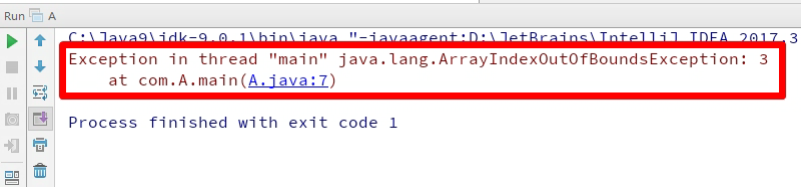 Run A
C:\Java9\jdk-9.0.1\bin\java "-javaagent:D:\JetBrains\IntelliJ IDEA 2017.3
Exception in thread "main" java.lang.ArrayIndexOutOfBoundsException: 3
at com.A.main(A.java:7)
Process finished with exit code 1